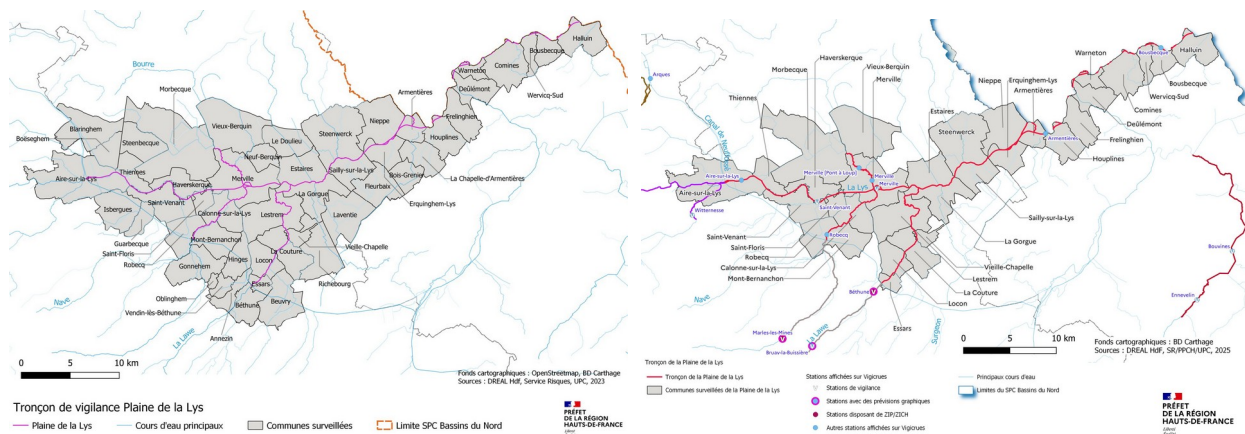 Halluin
Bousbecque
Comines
Warneton
Wervicq-Sud
Deûlémont
Bourre
Morbecque
Armentières
Frelinghien
Nieppe
Houplines
Blaringhem
Vieux-Berquin
Steenwerck
Boëseghem
Steenbecque
Le Doulieu
Neuf-Berquin
Bois-Grenier
La Chapelle-d'Armentières
Thiennes
Estaires
Sailly-sur-la-Lys
Aire-sur-la-Lys
Merville
Haverskerque
Fleurbaix
Erquinghem-Lys
Saint-Venant
La Gorgue
Isbergues
Calonne-sur-la-Lys
Lestrem
Laventie
Guarbecque
Mont-Bernanchon
Vieille-Chapelle
Saint-Floris
La Couture
Robecq
Hinges
Locon
Gonnehem
Nave
Essars
Richebourg
Oblinghem
Béthune
Beuvry
Vendin-lès-Béthune
La Lawe
Annezin
0 5 10 km
Fonds cartographiques : OpenStreetmap, BD Carthage
Sources : DREAL Hdf, Service Risques, UPC, 2023
Tronçon de vigilance Plaine de la Lys
Plaine de la Lys
Cours d'eau principaux
Communes surveillées
Limite SPC Bassins du Nord
PRÉFET
DE LA RÉGION
HAUTS-DE-FRANCE
Halluin
Bousbecque
Warneton
Haverskerque
Vieux-Berquin
Morbecque
Merville
Nieppe
Erquinghem-Lys
Armentières
Bousbecque
Wervicq-Sud
Arques
Thiennes
Estaires
Comines
Deûlémont
Canal de Neuffossé
Steenwerck
Frelinghien
Armentières
Houplines
Aire-sur-la-Lys
Merville (Pont à Loup)
Merville
La Lys
Merville
Aire-sur-la-Lys
Saint-Venant
Witternesse
Sailly-sur-la-Lys
Saint-Venant
Robecq
Saint-Floris
La Gorgue
Robecq
Bouvines
Calonne-sur-la-Lys
Vieille-Chapelle
Mont-Bernanchon
Lestrem
Béthune
La Couture
Nave
Locon
Ennevelin
Essars
Surgeon
La Lawe
Marles-les-Mines
Bruay-la-Buissière
0 5 10 km
Fonds cartographiques : BD Carthage
Sources : DREAL HdF, SR/PPCH/UPC, 2025
Tronçon de la Plaine de la Lys
Tronçon de la Plaine de la Lys
Communes surveillées de la Plaine de la Lys
Stations affichées sur Vigicrues
Stations de vigilance
Stations avec des prévisions graphiques
Stations disposant de ZIP/ZICH
Autres stations affichées sur Vigicrues
Principaux cours d'eau
Limites du SPC Bassins du Nord
PRÉFET
DE LA RÉGION
HAUTS-DE-FRANCE